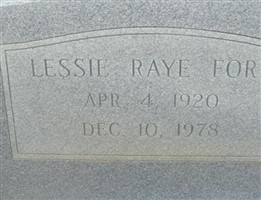 LESSIE RAYE FOR
APR. 4, 1920
DEC. 10, 1978